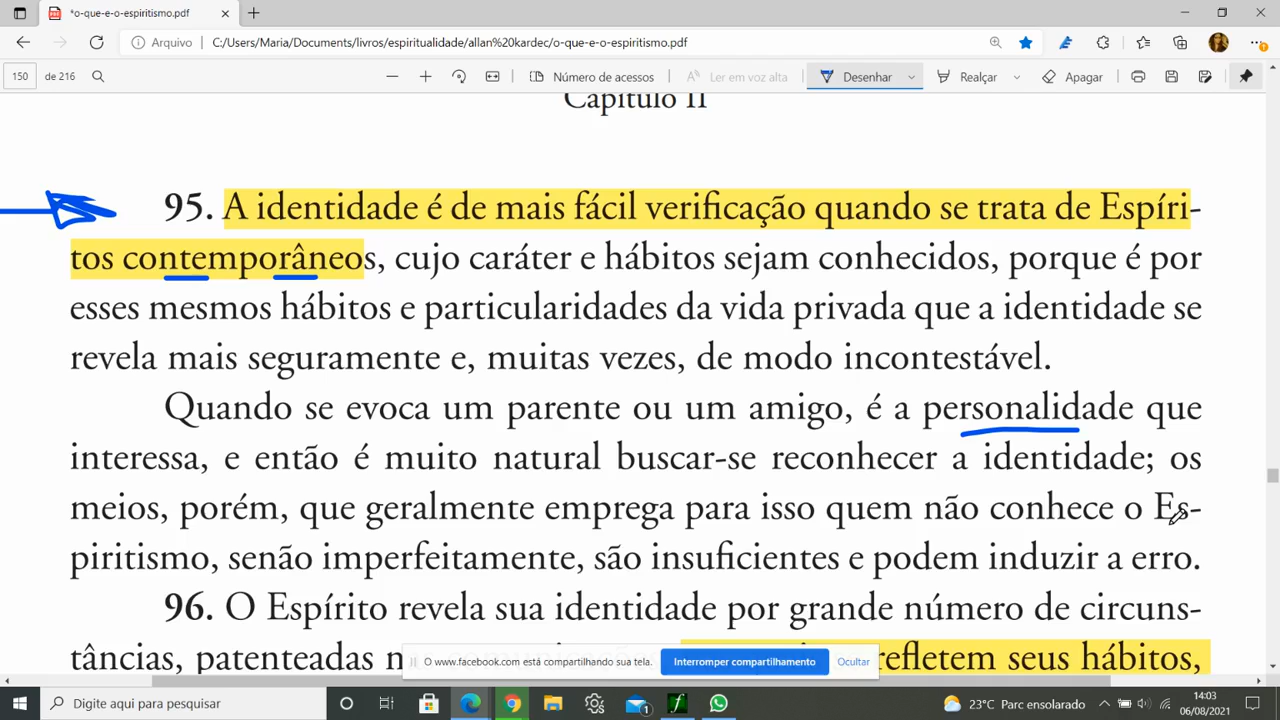 *o-que-e-o-espiritismo.pdf
Arquivo C:/Users/Maria/Documents/livros/espiritualidade/allan%20kardec/o-que-e-o-espiritismo.pdf
150 de 216 Número de acessos Ler em voz alta Desenhar Realçar Apagar
Capítulo II
95. A identidade é de mais fácil verificação quando se trata de Espíri-
tos contemporâneos, cujo caráter e hábitos sejam conhecidos, porque é por
esses mesmos hábitos e particularidades da vida privada que a identidade se
revela mais seguramente e, muitas vezes, de modo incontestável.
Quando se evoca um parente ou um amigo, é a personalidade que
interessa, e então é muito natural buscar-se reconhecer a identidade; os
meios, porém, que geralmente emprega para isso quem não conhece o Es-
piritismo, senão imperfeitamente, são insuficientes e podem induzir a erro.
96. O Espírito revela sua identidade por grande número de circuns-
tâncias, patenteadas refletem seus hábitos,
O www.facebook.com está compartilhando sua tela. Interromper compartilhamento Ocultar
Digite aqui para pesquisar 23°C Parc ensolarado 14:03
06/08/2021